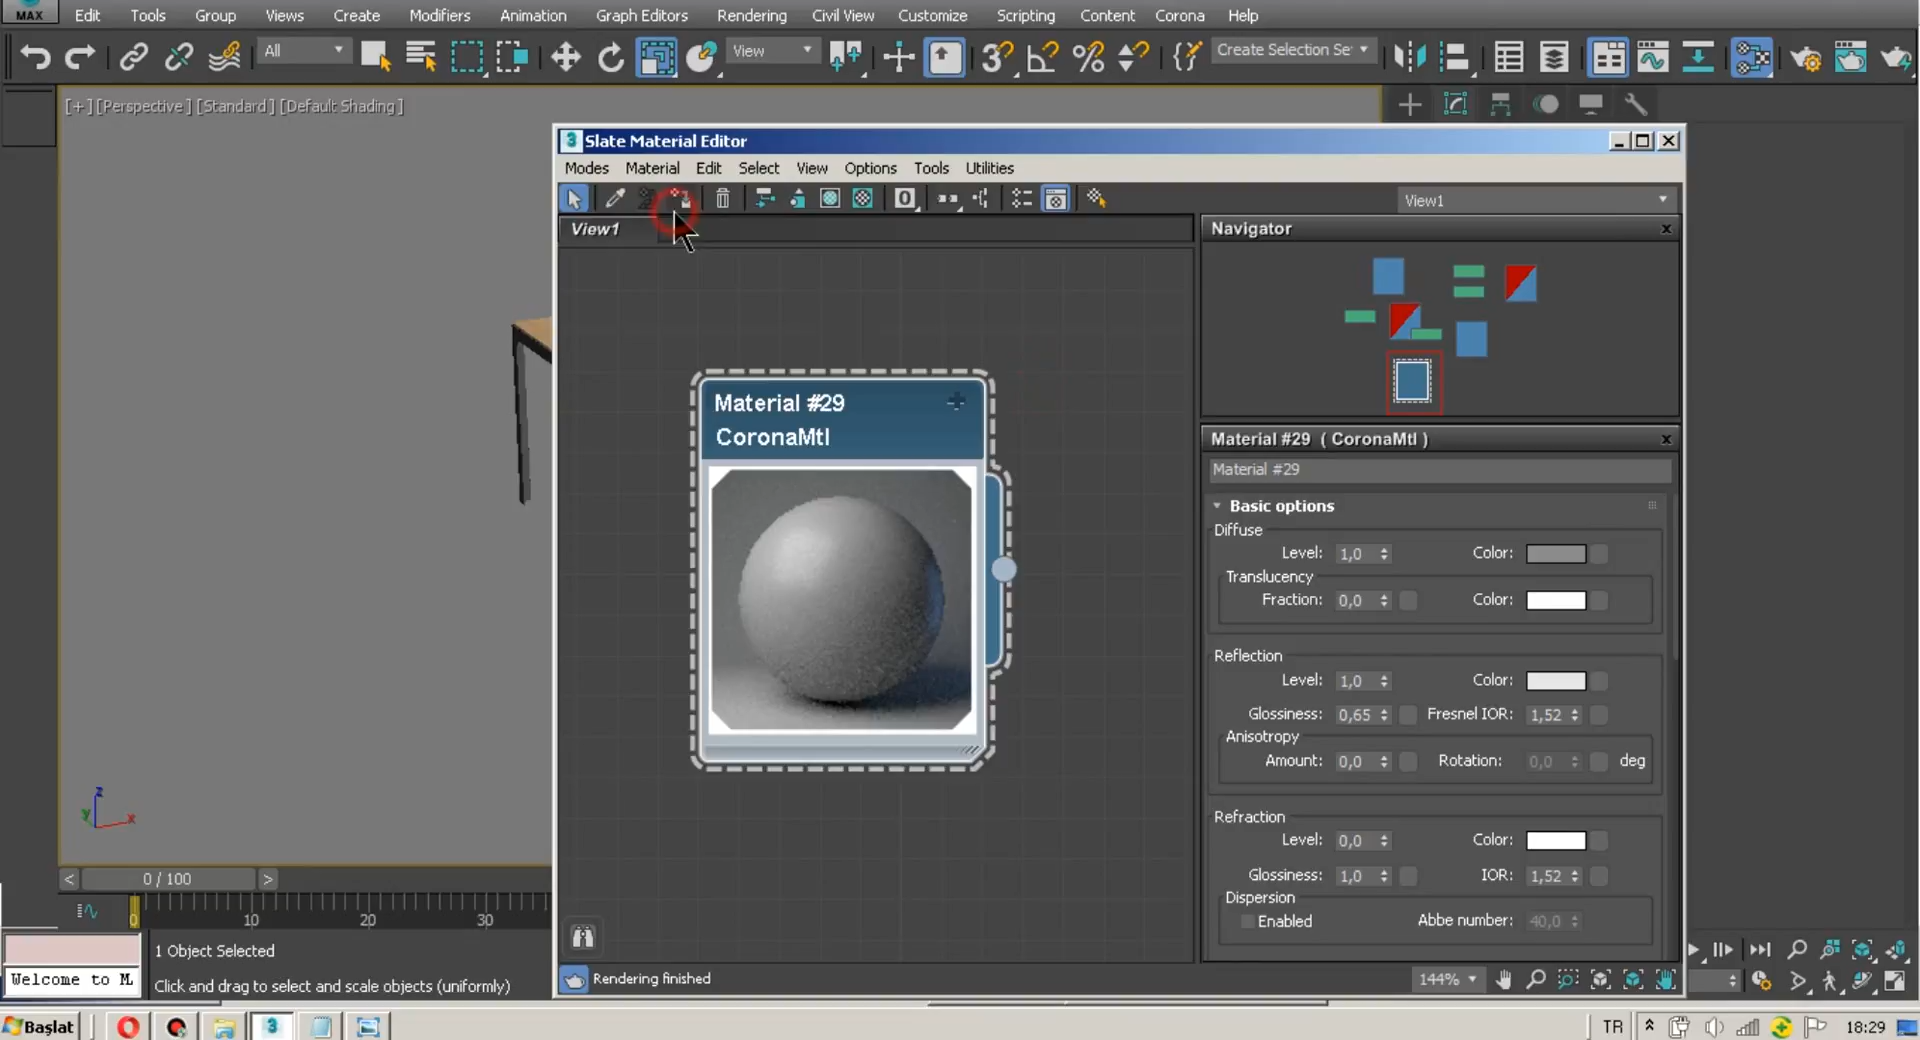 MAX Edit Tools Group Views Create Modifiers Animation Graph Editors Rendering Civil View Customize Scripting Content Corona Help
All View Create Selection Se
[+] [Perspective] [Standard] [Default Shading]
Slate Material Editor
Modes Material Edit Select View Options Tools Utilities
View1
View1
Navigator
Material #29
CoronaMtl
Material #29 ( CoronaMtl )
Material #29
Basic options
Diffuse
Level: 1,0 Color:
Translucency
Fraction: 0,0 Color:
Reflection
Level: 1,0 Color:
Glossiness: 0,65 Fresnel IOR: 1,52
Anisotropy
Amount: 0,0 Rotation: 0,0 deg
Refraction
Level: 0,0 Color:
Glossiness: 1,0 IOR: 1,52
Dispersion
Enabled Abbe number: 40,0
z
y x
< 0 / 100 >
0 10 20 30
1 Object Selected
Welcome to M
Click and drag to select and scale objects (uniformly)
Rendering finished
144%
Başlat
TR 18:29